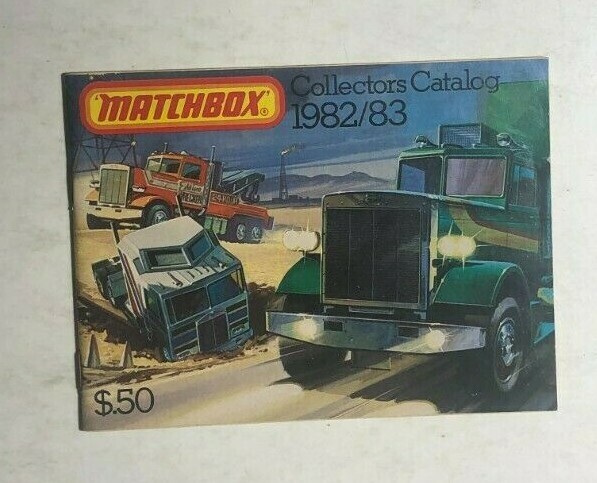 "MATCHBOX"®
Collectors Catalog
1982/83
$.50